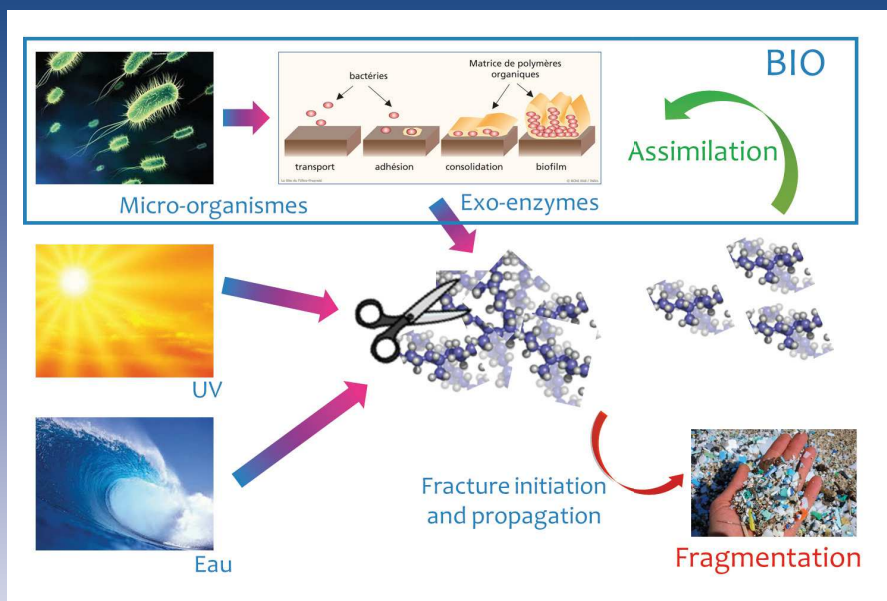 BIO
bactéries
Matrice de polymères
organiques
transport
adhésion
consolidation
biofilm
Assimilation
Micro-organismes
Exo-enzymes
UV
Eau
Fracture initiation
and propagation
Fragmentation